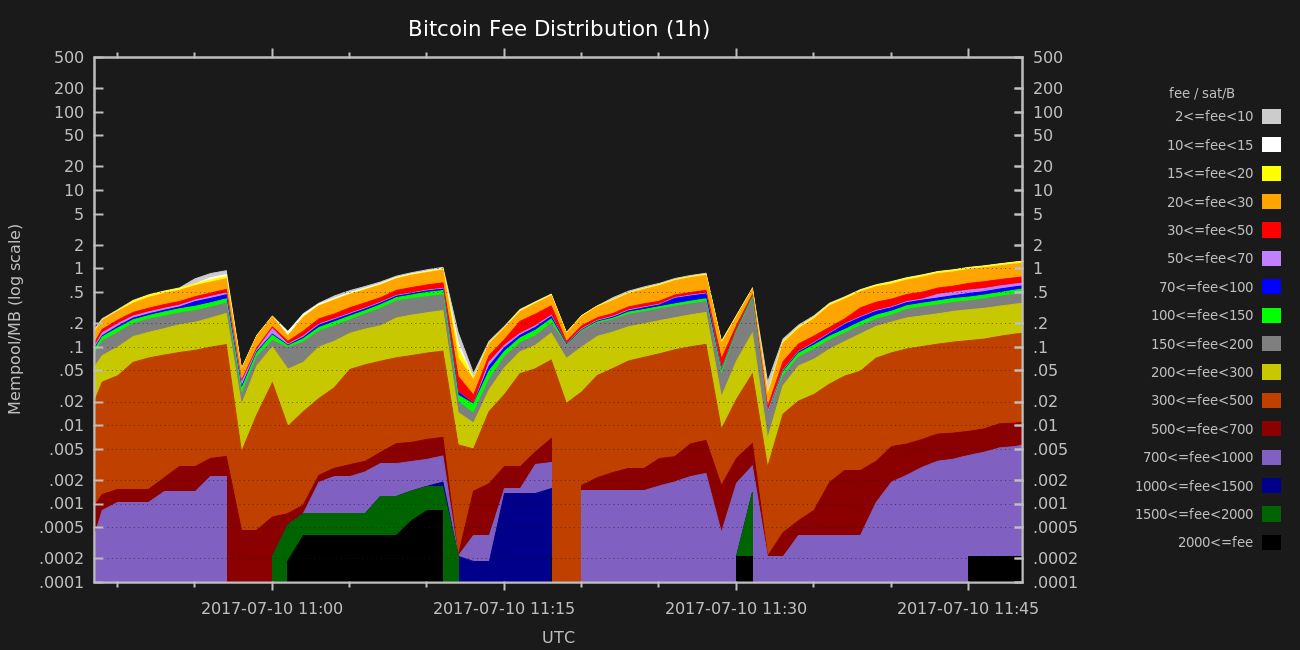 Bitcoin Fee Distribution (1h)
500 500
200 200
100 100
50 50
20 20
10 10
5 5
2 2
1 1
.5 .5
.2 .2
.1 .1
.05 .05
.02 .02
.01 .01
.005 .005
.002 .002
.001 .001
.0005 .0005
.0002 .0002
.0001 .0001
Mempool/MB (log scale)
2017-07-10 11:00 2017-07-10 11:15 2017-07-10 11:30 2017-07-10 11:45
UTC
fee / sat/B
2<=fee<10
10<=fee<15
15<=fee<20
20<=fee<30
30<=fee<50
50<=fee<70
70<=fee<100
100<=fee<150
150<=fee<200
200<=fee<300
300<=fee<500
500<=fee<700
700<=fee<1000
1000<=fee<1500
1500<=fee<2000
2000<=fee